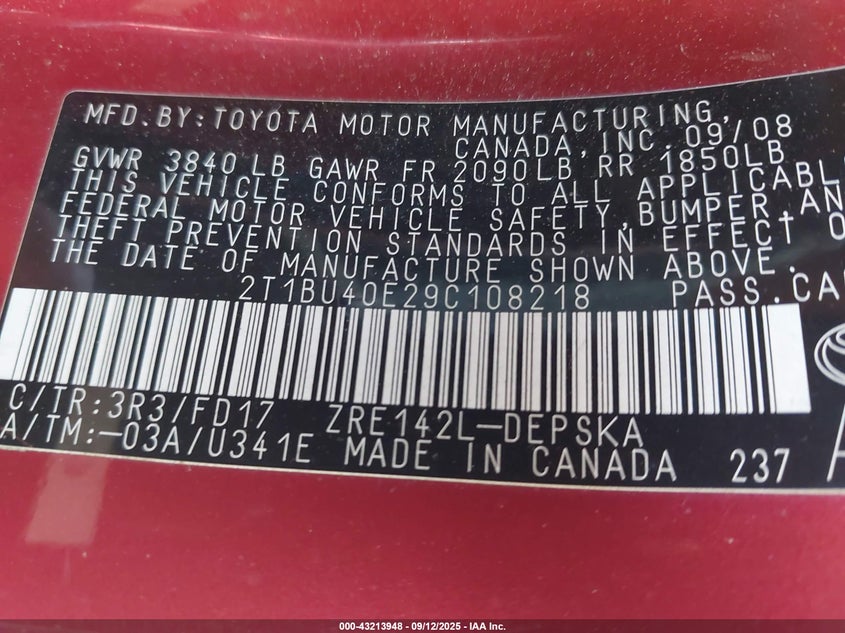 MFD.BY:TOYOTA MOTOR MANUFACTURING,
CANADA,INC. 09/08
GVWR 3840 LB GAWR FR 2090LB RR 1850LB
THIS VEHICLE CONFORMS TO ALL APPLICABLE
FEDERAL MOTOR VEHICLE SAFETY,BUMPER AN
THEFT PREVENTION STANDARDS IN EFFECT O
THE DATE OF MANUFACTURE SHOWN ABOVE.
2T1BU40E29C108218 PASS.CA
C/TR:3R3/FD17 ZRE142L-DEPSKA
A/TM:-03A/U341E MADE IN CANADA 237
000-43213948 - 09/12/2025 - IAA Inc.